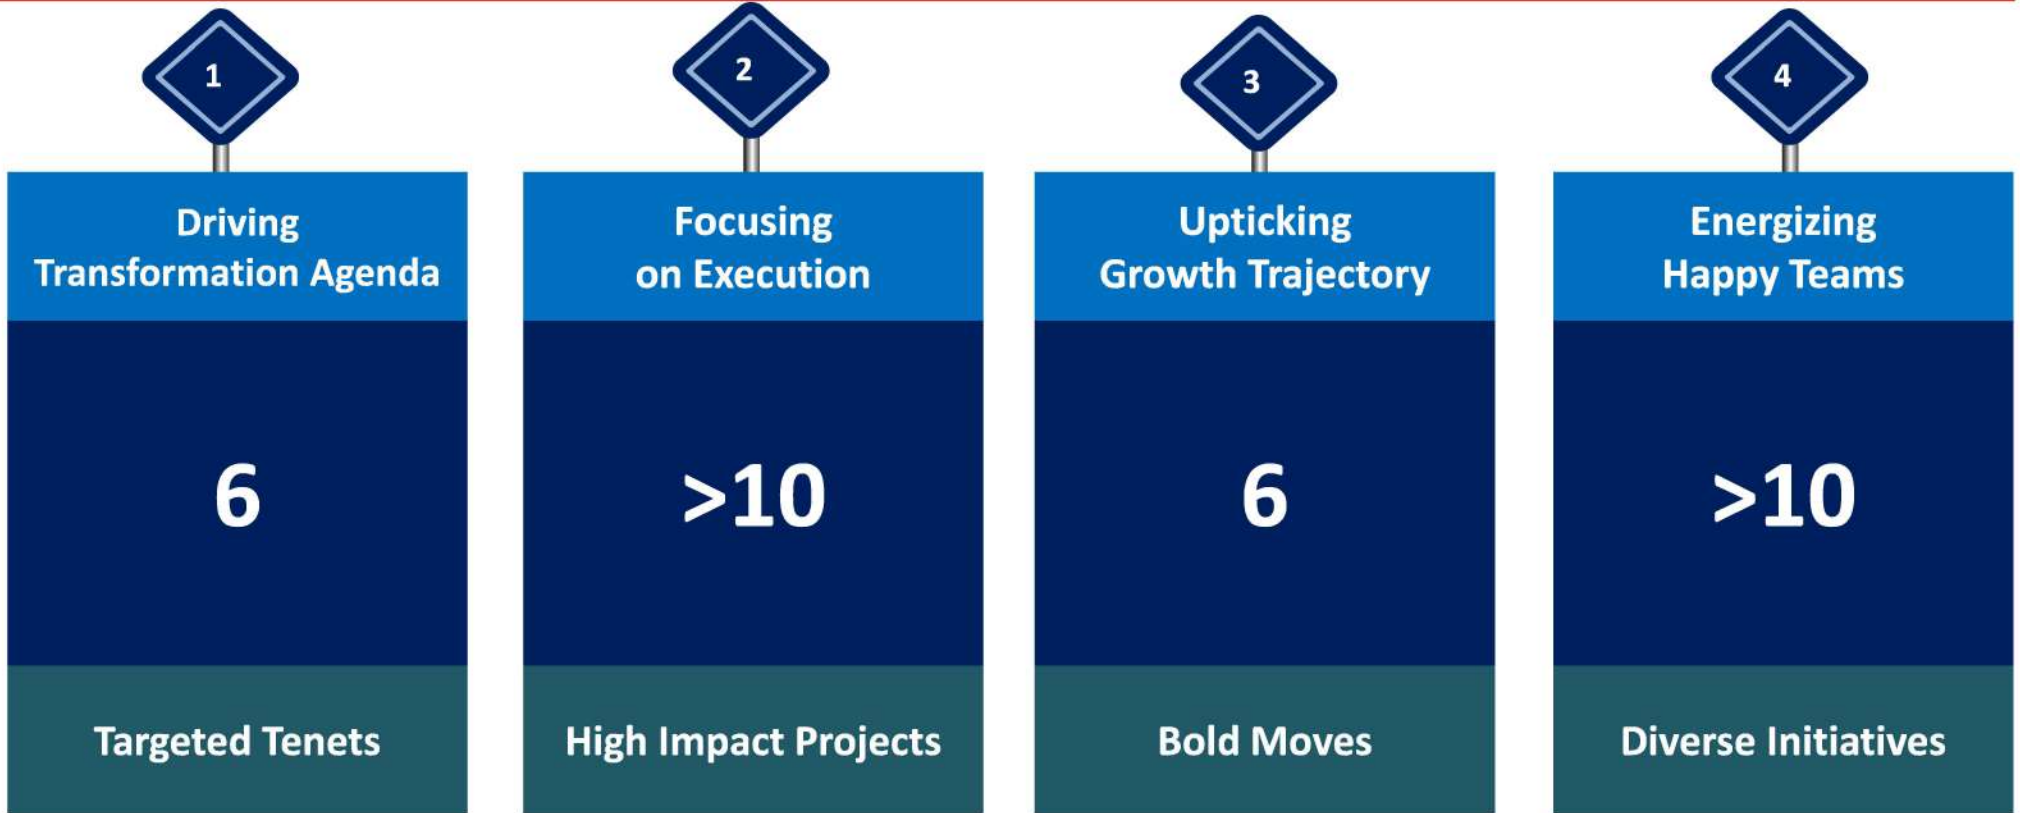 1
Driving
Transformation Agenda
6
Targeted Tenets
2
Focusing
on Execution
>10
High Impact Projects
3
Upticking
Growth Trajectory
6
Bold Moves
4
Energizing
Happy Teams
>10
Diverse Initiatives